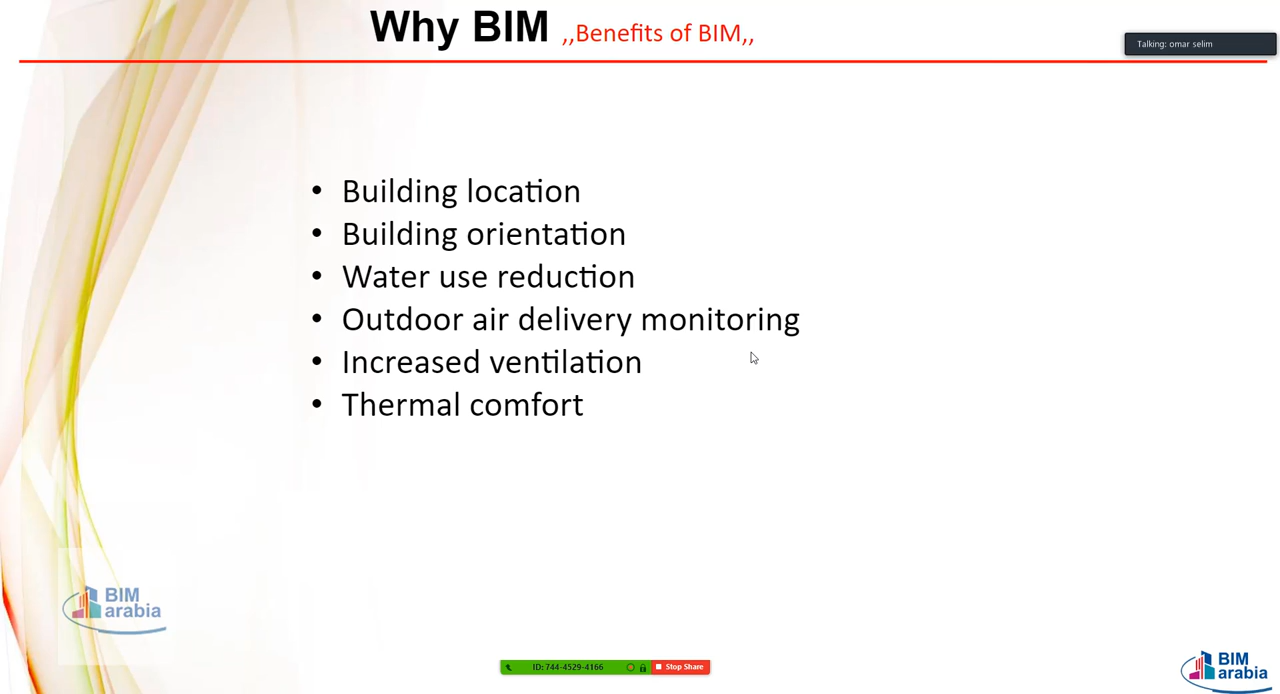 Why BIM ,,Benefits of BIM,,
Talking: omar selim
• Building location
• Building orientation
• Water use reduction
• Outdoor air delivery monitoring
• Increased ventilation
• Thermal comfort
BIM
arabia
ID: 744-4529-4166 Stop Share
BIM
arabia